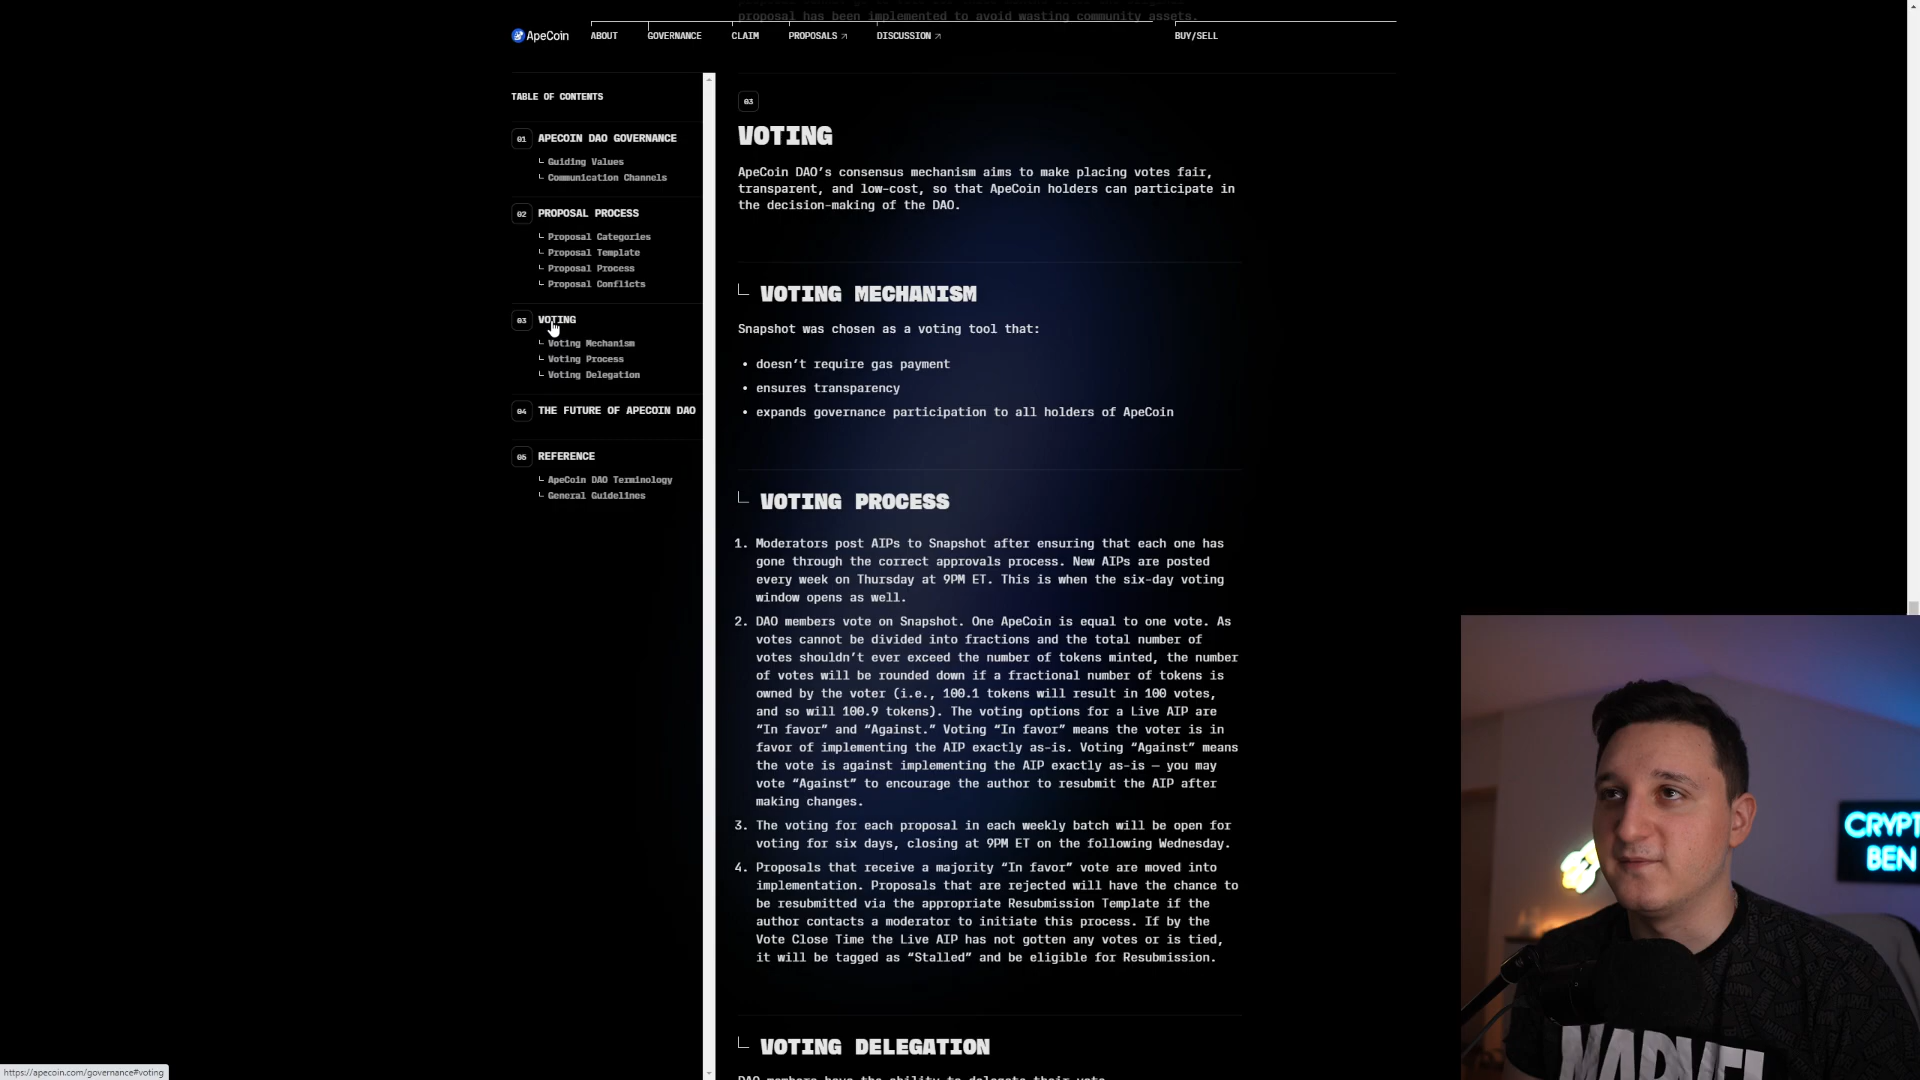 proposal has been implemented to avoid wasting community assets.
ApeCoin
ABOUT
GOVERNANCE
CLAIM
PROPOSALS ↗
DISCUSSION ↗
BUY/SELL
TABLE OF CONTENTS
01 APECOIN DAO GOVERNANCE
Guiding Values
Communication Channels
02 PROPOSAL PROCESS
Proposal Categories
Proposal Template
Proposal Process
Proposal Conflicts
03 VOTING
Voting Mechanism
Voting Process
Voting Delegation
04 THE FUTURE OF APECOIN DAO
05 REFERENCE
ApeCoin DAO Terminology
General Guidelines
03
VOTING
ApeCoin DAO’s consensus mechanism aims to make placing votes fair,
transparent, and low-cost, so that ApeCoin holders can participate in
the decision-making of the DAO.
VOTING MECHANISM
Snapshot was chosen as a voting tool that:
• doesn’t require gas payment
• ensures transparency
• expands governance participation to all holders of ApeCoin
VOTING PROCESS
1. Moderators post AIPs to Snapshot after ensuring that each one has
gone through the correct approvals process. New AIPs are posted
every week on Thursday at 9PM ET. This is when the six-day voting
window opens as well.
2. DAO members vote on Snapshot. One ApeCoin is equal to one vote. As
votes cannot be divided into fractions and the total number of
votes shouldn’t ever exceed the number of tokens minted, the number
of votes will be rounded down if a fractional number of tokens is
owned by the voter (i.e., 100.1 tokens will result in 100 votes,
and so will 100.9 tokens). The voting options for a Live AIP are
“In favor” and “Against.” Voting “In favor” means the voter is in
favor of implementing the AIP exactly as-is. Voting “Against” means
the vote is against implementing the AIP exactly as-is — you may
vote “Against” to encourage the author to resubmit the AIP after
making changes.
3. The voting for each proposal in each weekly batch will be open for
voting for six days, closing at 9PM ET on the following Wednesday.
4. Proposals that receive a majority “In favor” vote are moved into
implementation. Proposals that are rejected will have the chance to
be resubmitted via the appropriate Resubmission Template if the
author contacts a moderator to initiate this process. If by the
Vote Close Time the Live AIP has not gotten any votes or is tied,
it will be tagged as “Stalled” and be eligible for Resubmission.
VOTING DELEGATION
DAO members have the ability to delegate their vote
CRYPT
BEN
MARVEL
https://apecoin.com/governance#voting